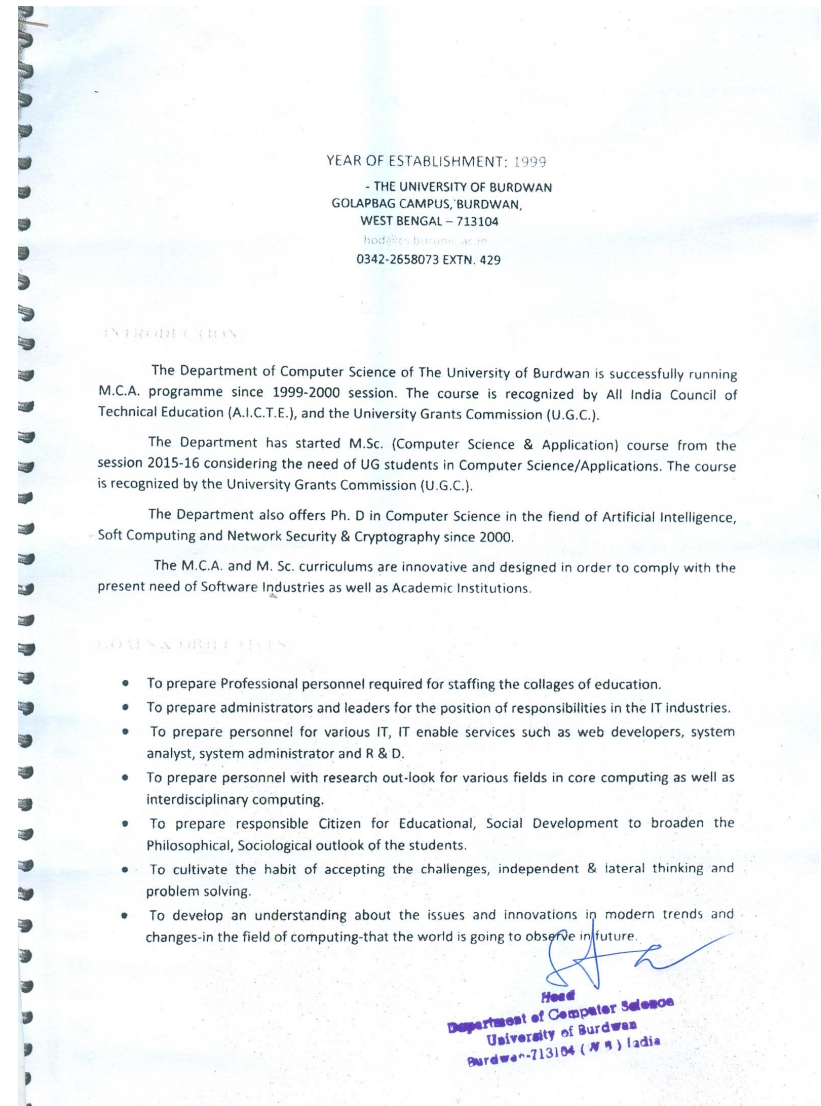 YEAR OF ESTABLISHMENT: 1999
- THE UNIVERSITY OF BURDWAN
GOLAPBAG CAMPUS, BURDWAN,
WEST BENGAL – 713104
0342-2658073 EXTN. 429
INTRODUCTION:
The Department of Computer Science of The University of Burdwan is successfully running
M.C.A. programme since 1999-2000 session. The course is recognized by All India Council of
Technical Education (A.I.C.T.E.), and the University Grants Commission (U.G.C.).
The Department has started M.Sc. (Computer Science & Application) course from the
session 2015-16 considering the need of UG students in Computer Science/Applications. The course
is recognized by the University Grants Commission (U.G.C.).
The Department also offers Ph. D in Computer Science in the fiend of Artificial Intelligence,
Soft Computing and Network Security & Cryptography since 2000.
The M.C.A. and M. Sc. curriculums are innovative and designed in order to comply with the
present need of Software Industries as well as Academic Institutions.
GOALS & OBJECTIVES:
• To prepare Professional personnel required for staffing the collages of education.
• To prepare administrators and leaders for the position of responsibilities in the IT industries.
• To prepare personnel for various IT, IT enable services such as web developers, system
analyst, system administrator and R & D.
• To prepare personnel with research out-look for various fields in core computing as well as
interdisciplinary computing.
• To prepare responsible Citizen for Educational, Social Development to broaden the
Philosophical, Sociological outlook of the students.
• To cultivate the habit of accepting the challenges, independent & lateral thinking and
problem solving.
• To develop an understanding about the issues and innovations in modern trends and
changes-in the field of computing-that the world is going to observe in future.
Head
Department of Computer Science
University of Burdwan
Burdwan-713104 (W B) India